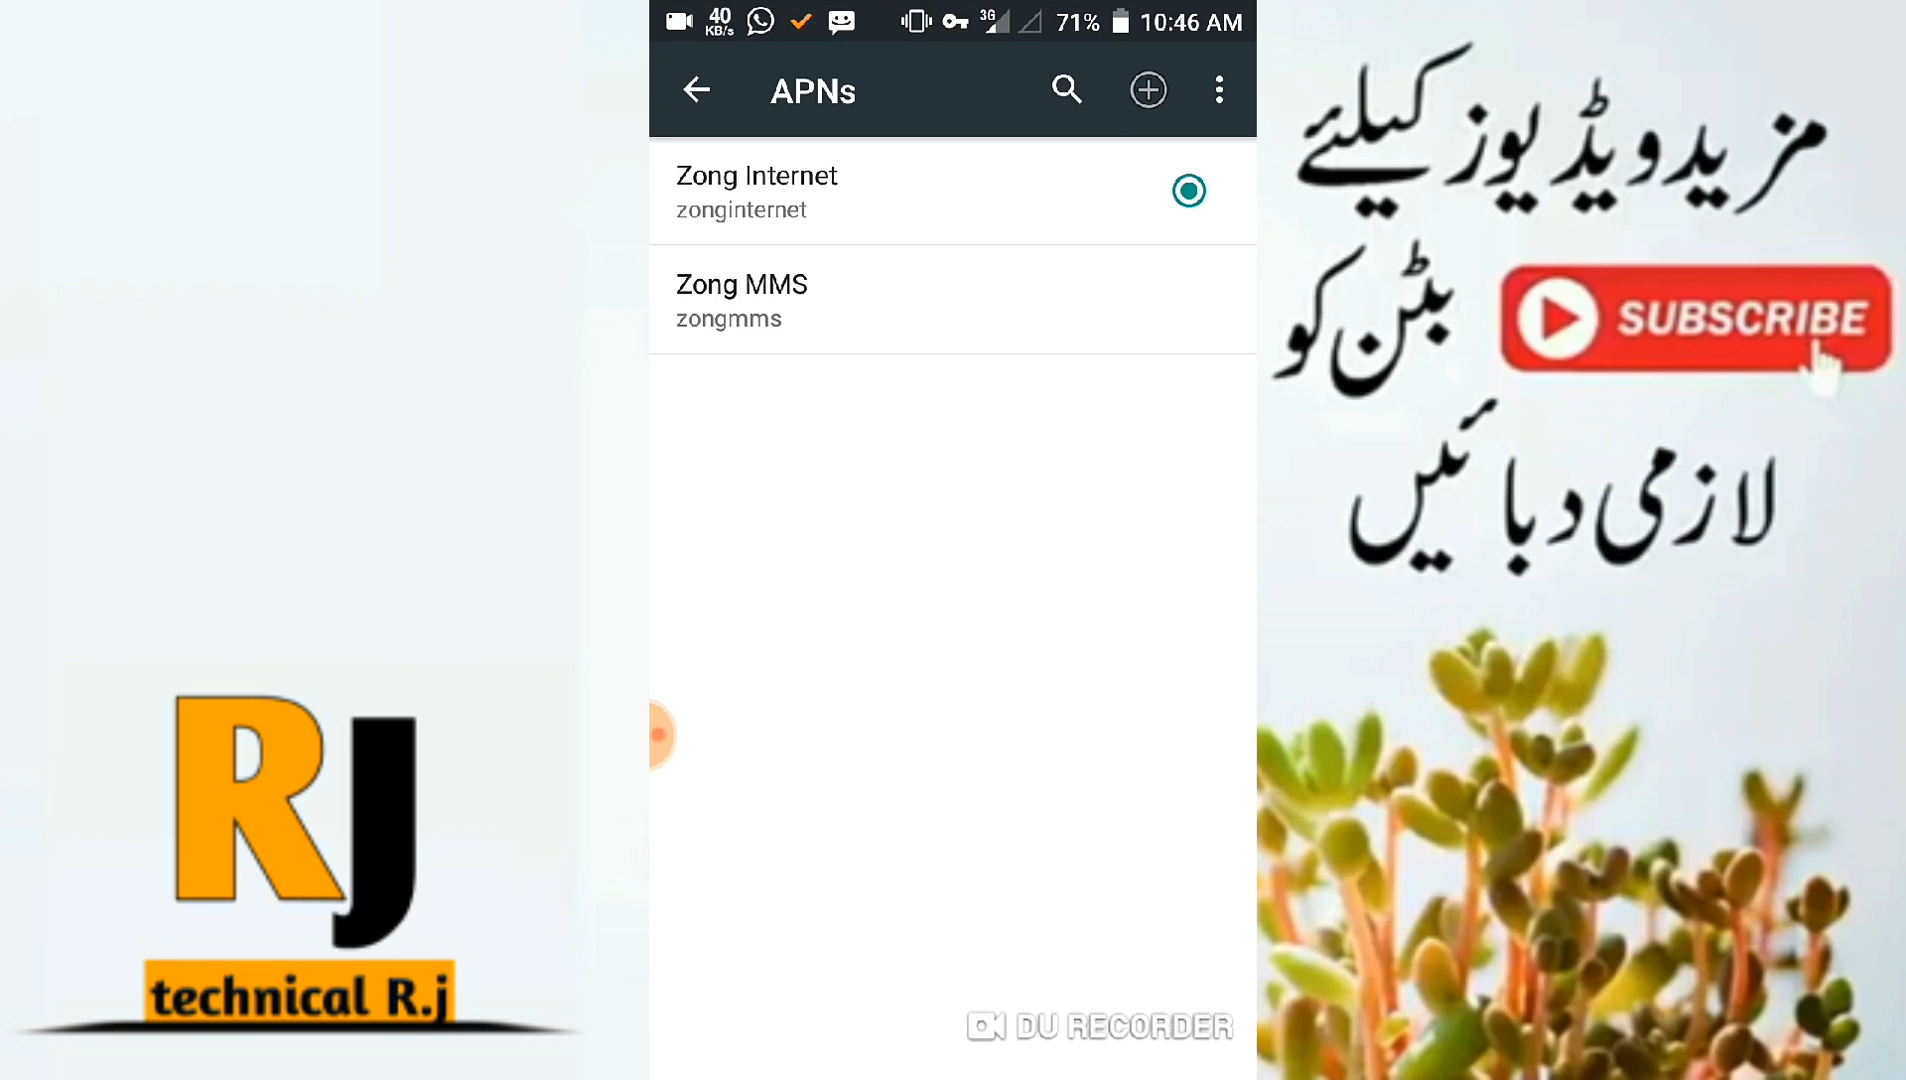 40
KB/s
3G
71%
10:46 AM
APNs
Zong Internet
zonginternet
Zong MMS
zongmms
مزید ویڈیوز کیلئے
بٹن کو
SUBSCRIBE
لازمی دبائیں
RJ
technical R.j
DU RECORDER